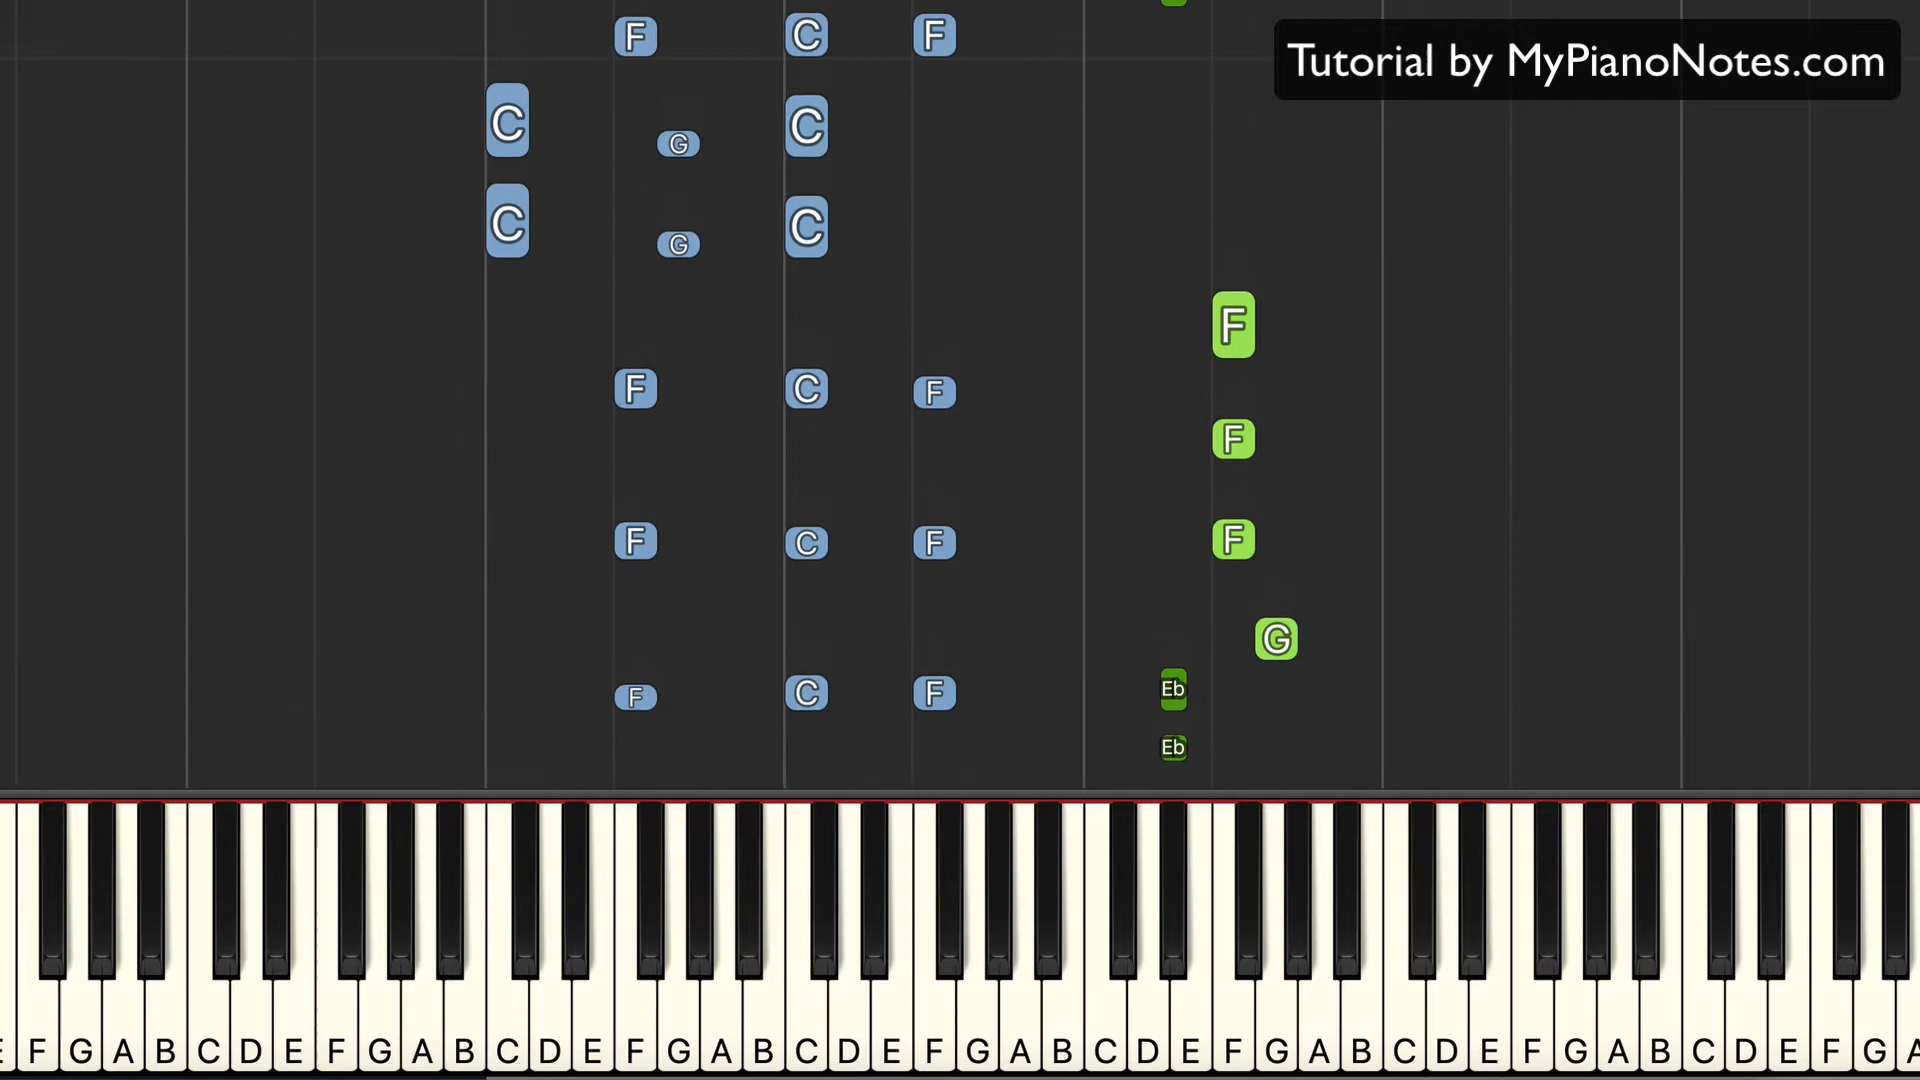 F C F
Tutorial by MyPianoNotes.com
C G C
C G C
F
F C F
F
F C F F
G
F C F Eb
Eb
F G A B C D E F G A B C D E F G A B C D E F G A B C D E F G A B C D E F G A B C D E F G A